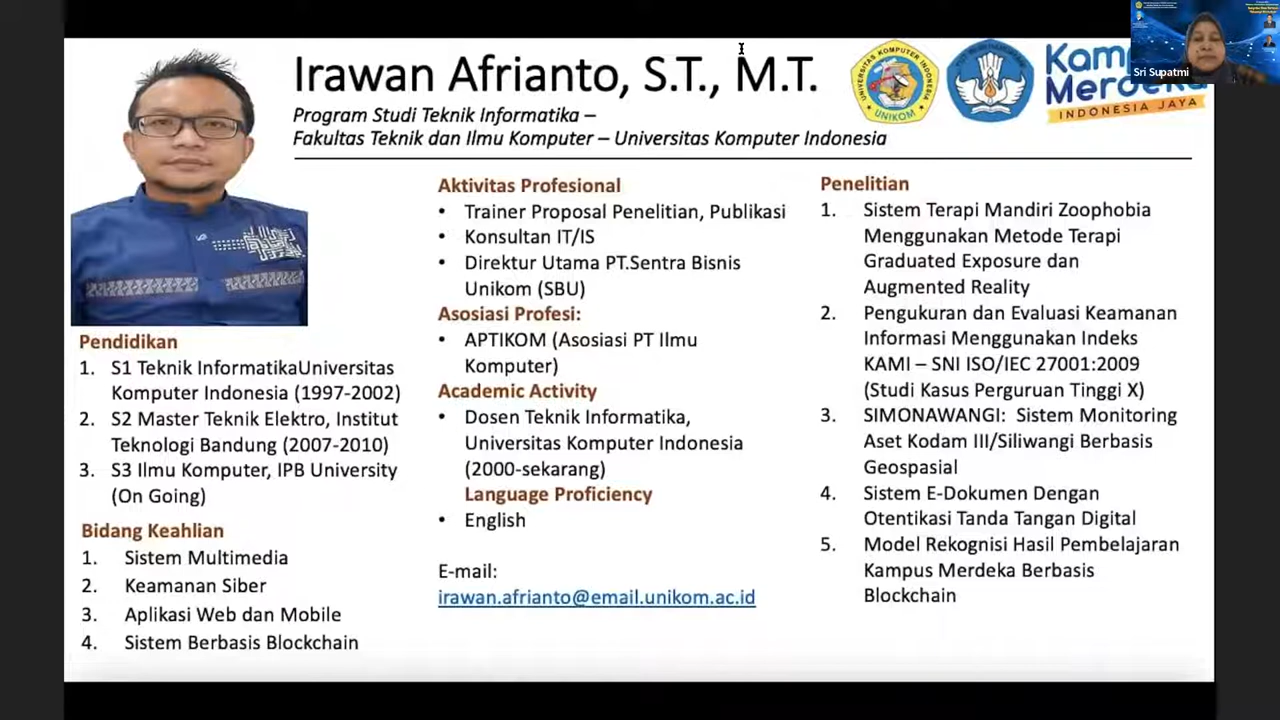 Irawan Afrianto, S.T., M.T.
Program Studi Teknik Informatika –
Fakultas Teknik dan Ilmu Komputer – Universitas Komputer Indonesia
UNIVERSITAS KOMPUTER INDONESIA
UNIKOM
Kamp
Merdeka
INDONESIA JAYA
Sri Supatmi
Pendidikan
1. S1 Teknik InformatikaUniversitas
Komputer Indonesia (1997-2002)
2. S2 Master Teknik Elektro, Institut
Teknologi Bandung (2007-2010)
3. S3 Ilmu Komputer, IPB University
(On Going)
Bidang Keahlian
1. Sistem Multimedia
2. Keamanan Siber
3. Aplikasi Web dan Mobile
4. Sistem Berbasis Blockchain
Aktivitas Profesional
• Trainer Proposal Penelitian, Publikasi
• Konsultan IT/IS
• Direktur Utama PT.Sentra Bisnis
Unikom (SBU)
Asosiasi Profesi:
• APTIKOM (Asosiasi PT Ilmu
Komputer)
Academic Activity
• Dosen Teknik Informatika,
Universitas Komputer Indonesia
(2000-sekarang)
Language Proficiency
• English
E-mail:
irawan.afrianto@email.unikom.ac.id
Penelitian
1. Sistem Terapi Mandiri Zoophobia
Menggunakan Metode Terapi
Graduated Exposure dan
Augmented Reality
2. Pengukuran dan Evaluasi Keamanan
Informasi Menggunakan Indeks
KAMI – SNI ISO/IEC 27001:2009
(Studi Kasus Perguruan Tinggi X)
3. SIMONAWANGI: Sistem Monitoring
Aset Kodam III/Siliwangi Berbasis
Geospasial
4. Sistem E-Dokumen Dengan
Otentikasi Tanda Tangan Digital
5. Model Rekognisi Hasil Pembelajaran
Kampus Merdeka Berbasis
Blockchain